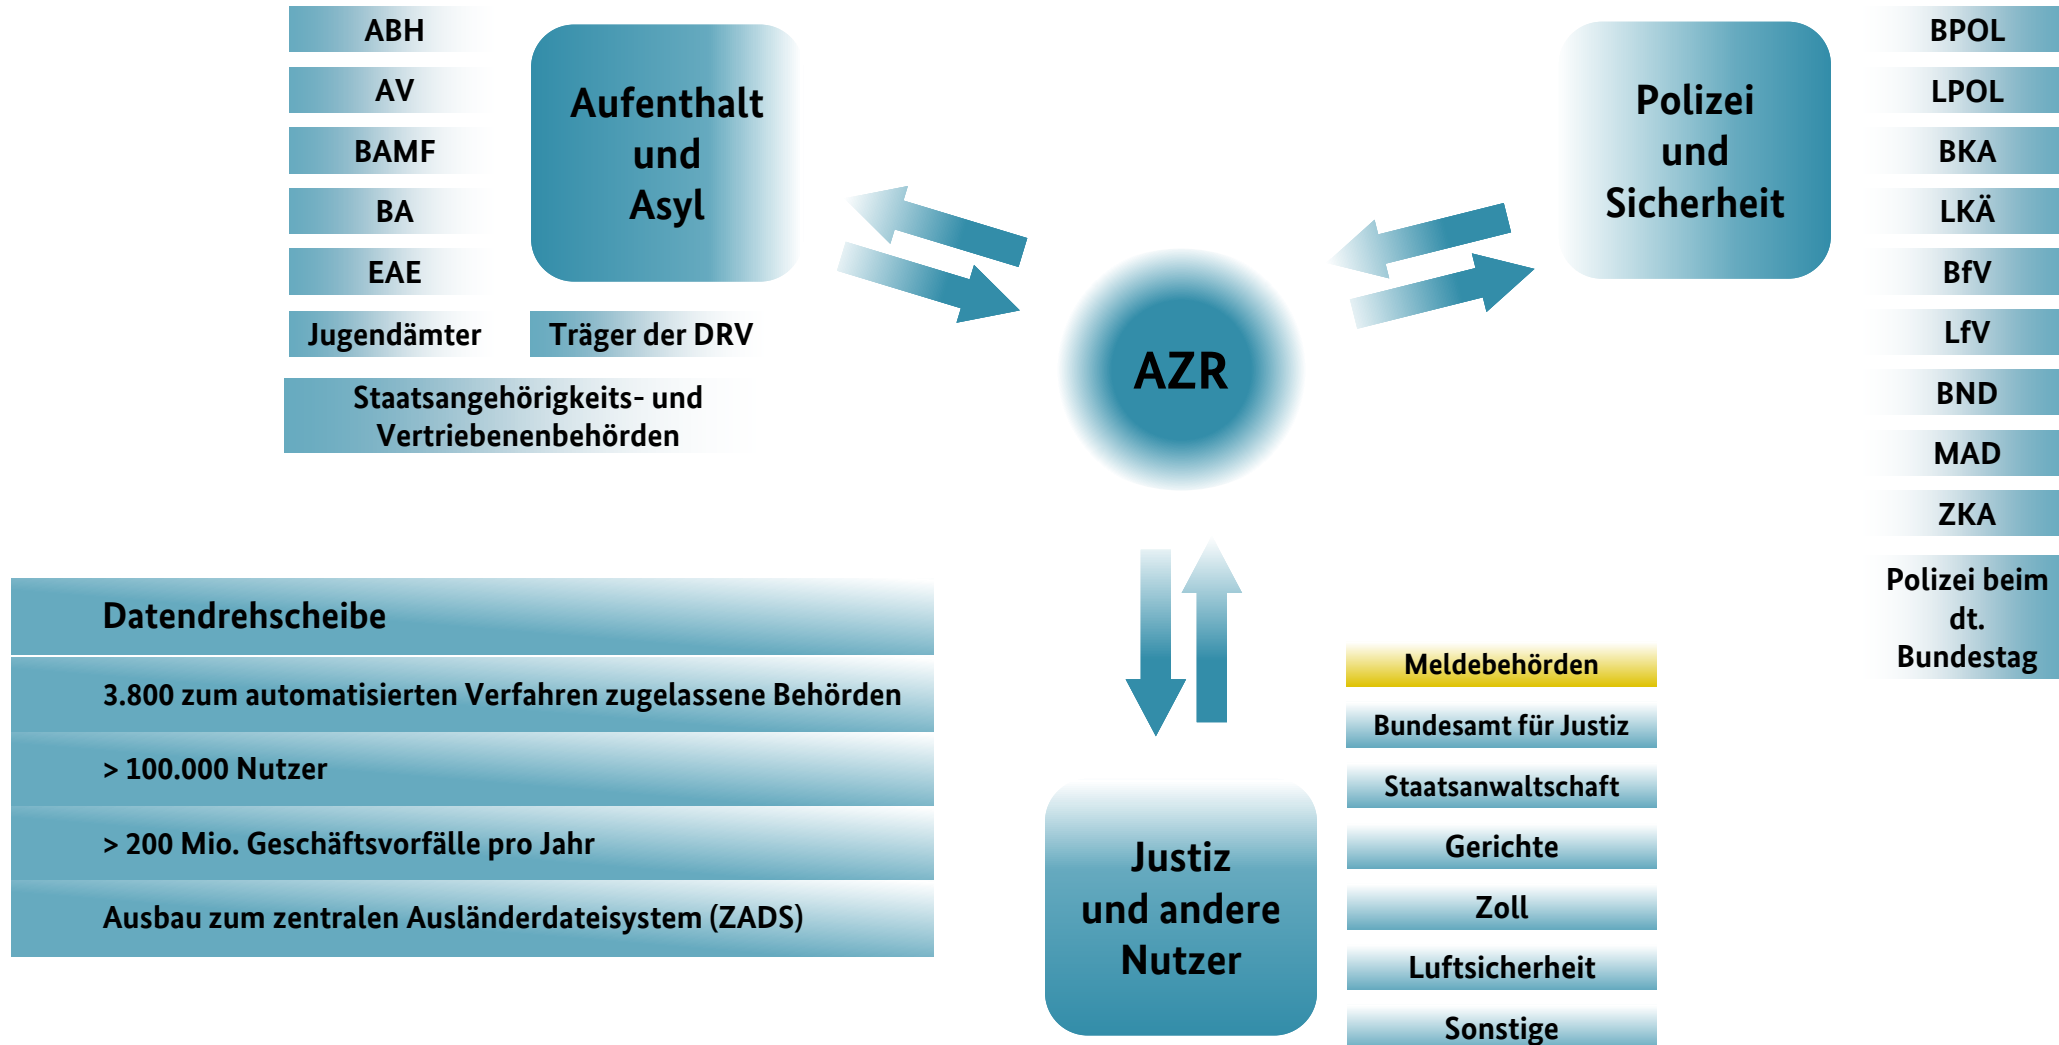 ABH
AV
BAMF
BA
EAE
Jugendämter
Träger der DRV
Staatsangehörigkeits- und
Vertriebenenbehörden
Aufenthalt
und
Asyl
AZR
Polizei
und
Sicherheit
BPOL
LPOL
BKA
LKÄ
BfV
LfV
BND
MAD
ZKA
Polizei beim
dt.
Bundestag
Datendrehscheibe
3.800 zum automatisierten Verfahren zugelassene Behörden
> 100.000 Nutzer
> 200 Mio. Geschäftsvorfälle pro Jahr
Ausbau zum zentralen Ausländerdateisystem (ZADS)
Justiz
und andere
Nutzer
Meldebehörden
Bundesamt für Justiz
Staatsanwaltschaft
Gerichte
Zoll
Luftsicherheit
Sonstige